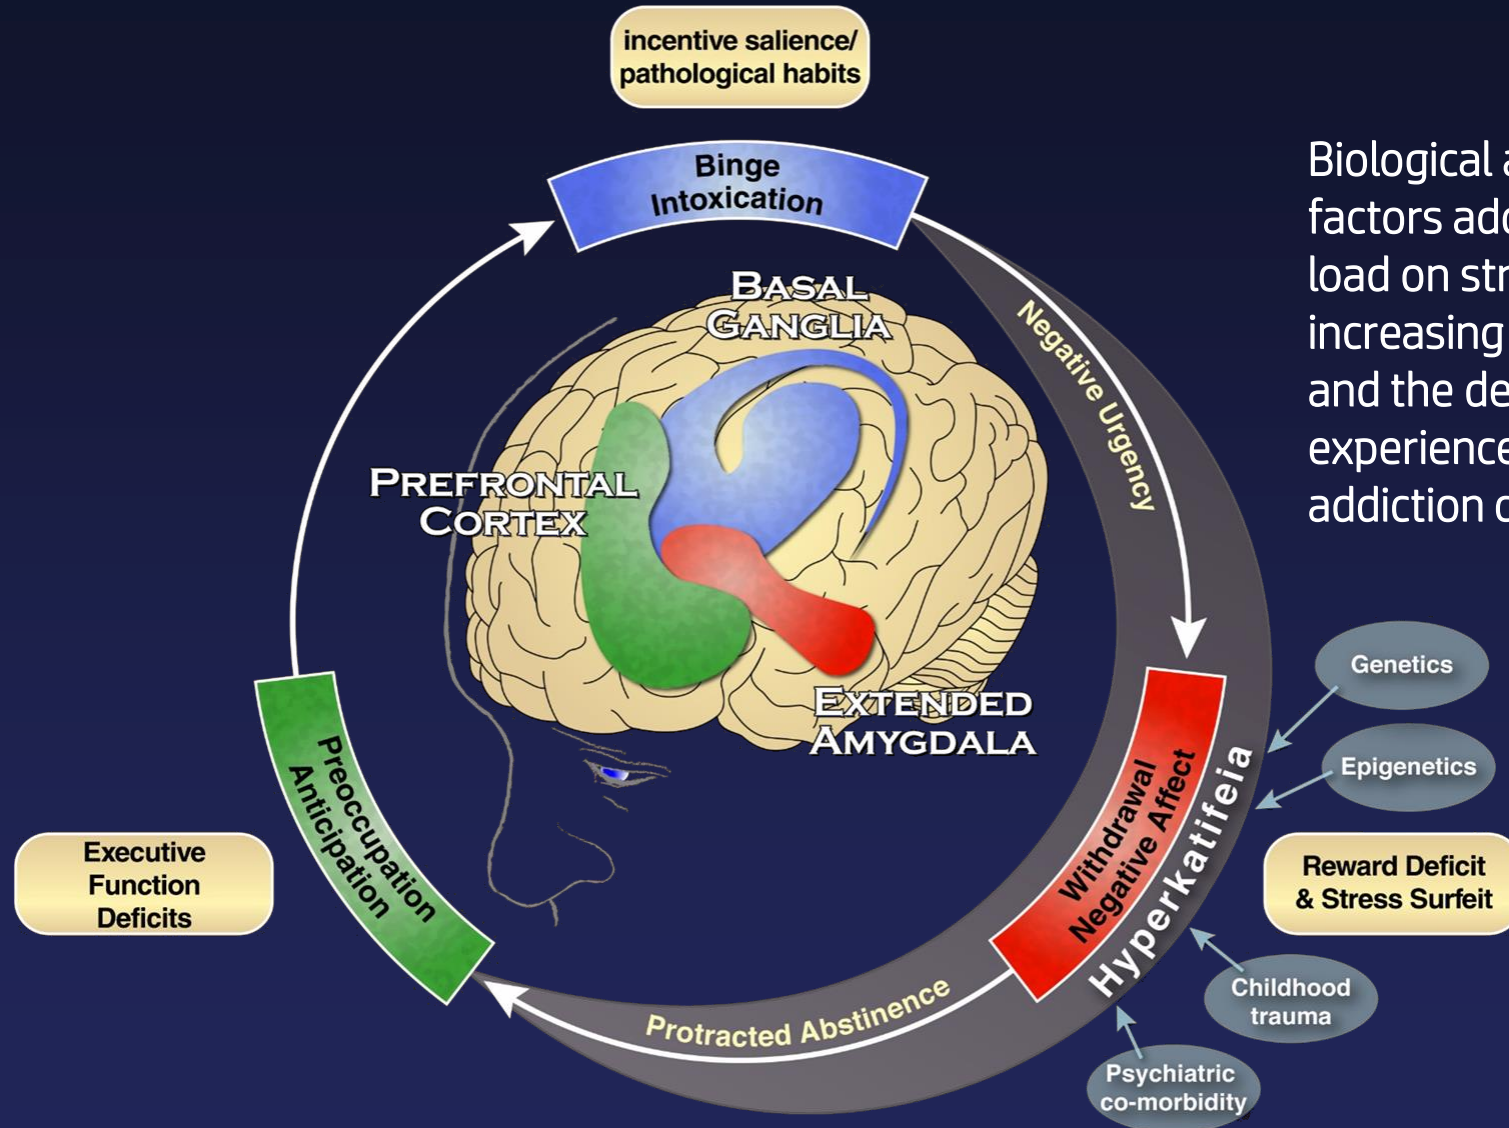 incentive salience/
pathological habits
Binge
Intoxication
BASAL
GANGLIA
Negative Urgency
PREFRONTAL
CORTEX
EXTENDED
AMYGDALA
Preoccupation
Anticipation
Executive
Function
Deficits
Withdrawal
Negative Affect
Hyperkatifeia
Protracted Abstinence
Genetics
Epigenetics
Reward Deficit
& Stress Surfeit
Childhood
trauma
Psychiatric
co-morbidity
Biological
factors
load on
increasing
and the
experience
addiction